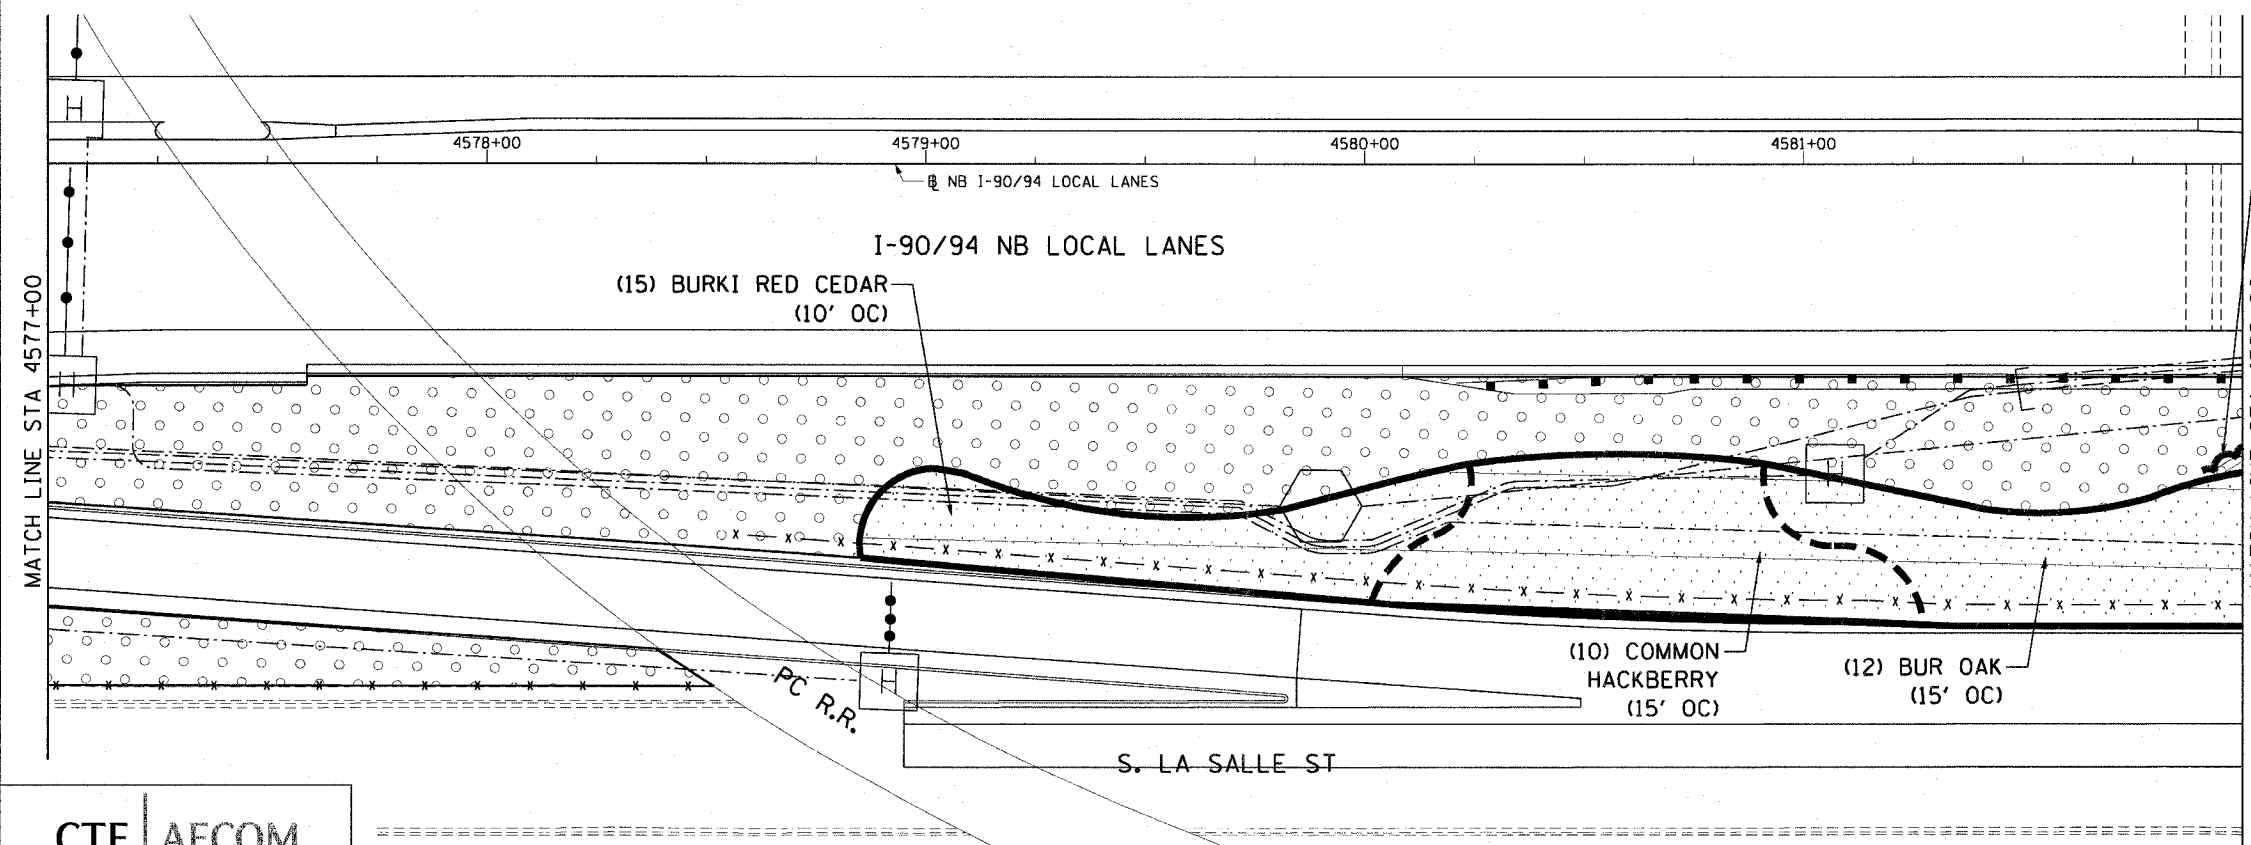 4578+00
4579+00
4580+00
4581+00
℄ NB I-90/94 LOCAL LANES
I-90/94 NB LOCAL LANES
(15) BURKI RED CEDAR
(10' OC)
MATCH LINE STA 4577+00
(10) COMMON
HACKBERRY
(15' OC)
(12) BUR OAK
(15' OC)
PC R.R.
S. LA SALLE ST
CTE | AECOM